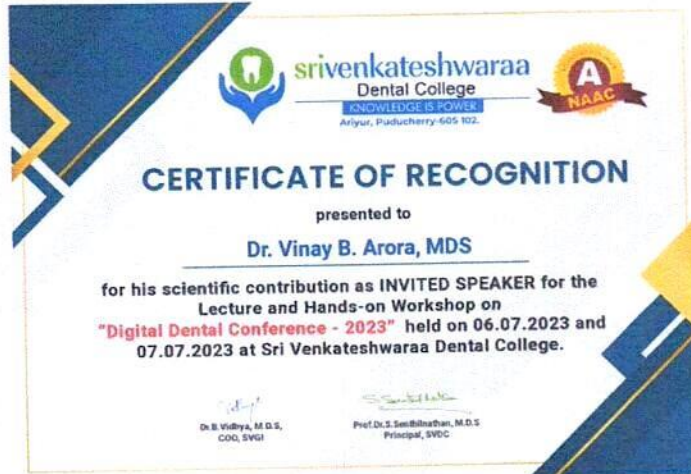 srivenkateshwaraa
Dental College
KNOWLEDGE IS POWER
Ariyur, Puducherry-605 102.
A
NAAC
CERTIFICATE OF RECOGNITION
presented to
Dr. Vinay B. Arora, MDS
for his scientific contribution as INVITED SPEAKER for the
Lecture and Hands-on Workshop on
"Digital Dental Conference - 2023" held on 06.07.2023 and
07.07.2023 at Sri Venkateshwaraa Dental College.
Dr.B.Vidhya, M.D.S,
COO, SVGI
Prof.Dr.S.Senthilnathan, M.D.S
Principal, SVDC